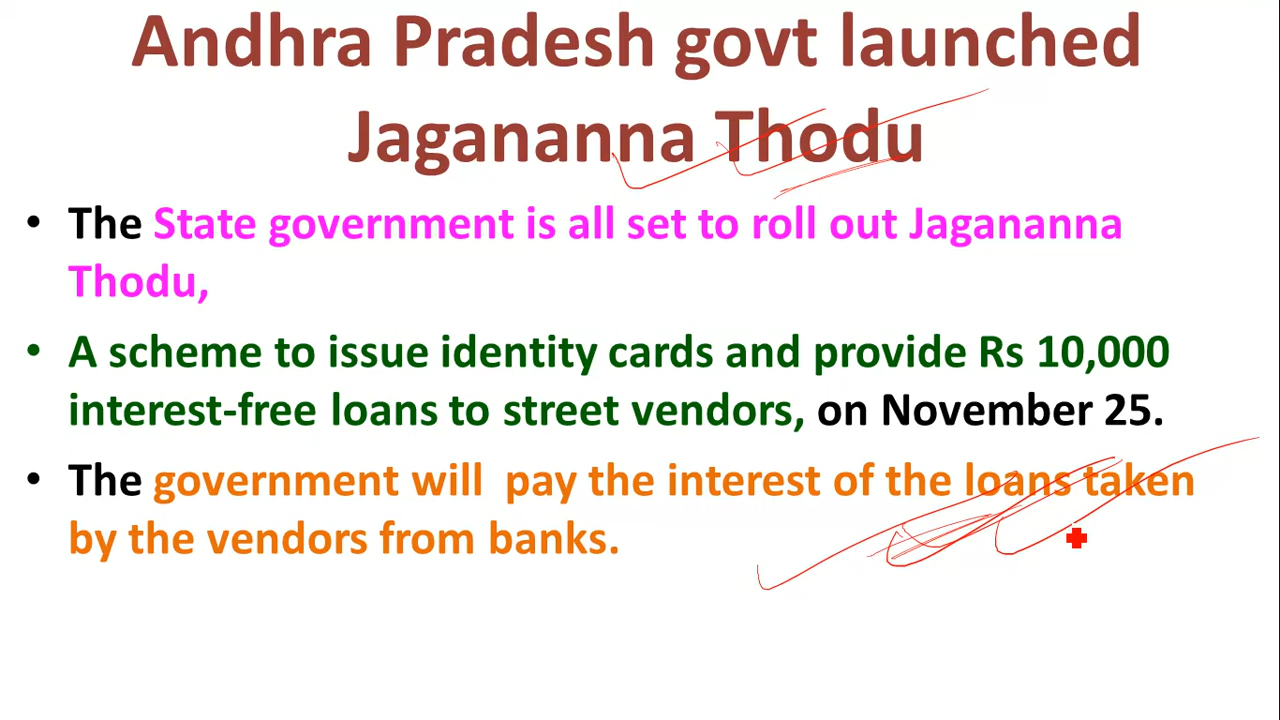 Andhra Pradesh govt launched
Jagananna Thodu
• The State government is all set to roll out Jagananna
Thodu,
• A scheme to issue identity cards and provide Rs 10,000
interest-free loans to street vendors, on November 25.
• The government will  pay the interest of the loans taken
by the vendors from banks.